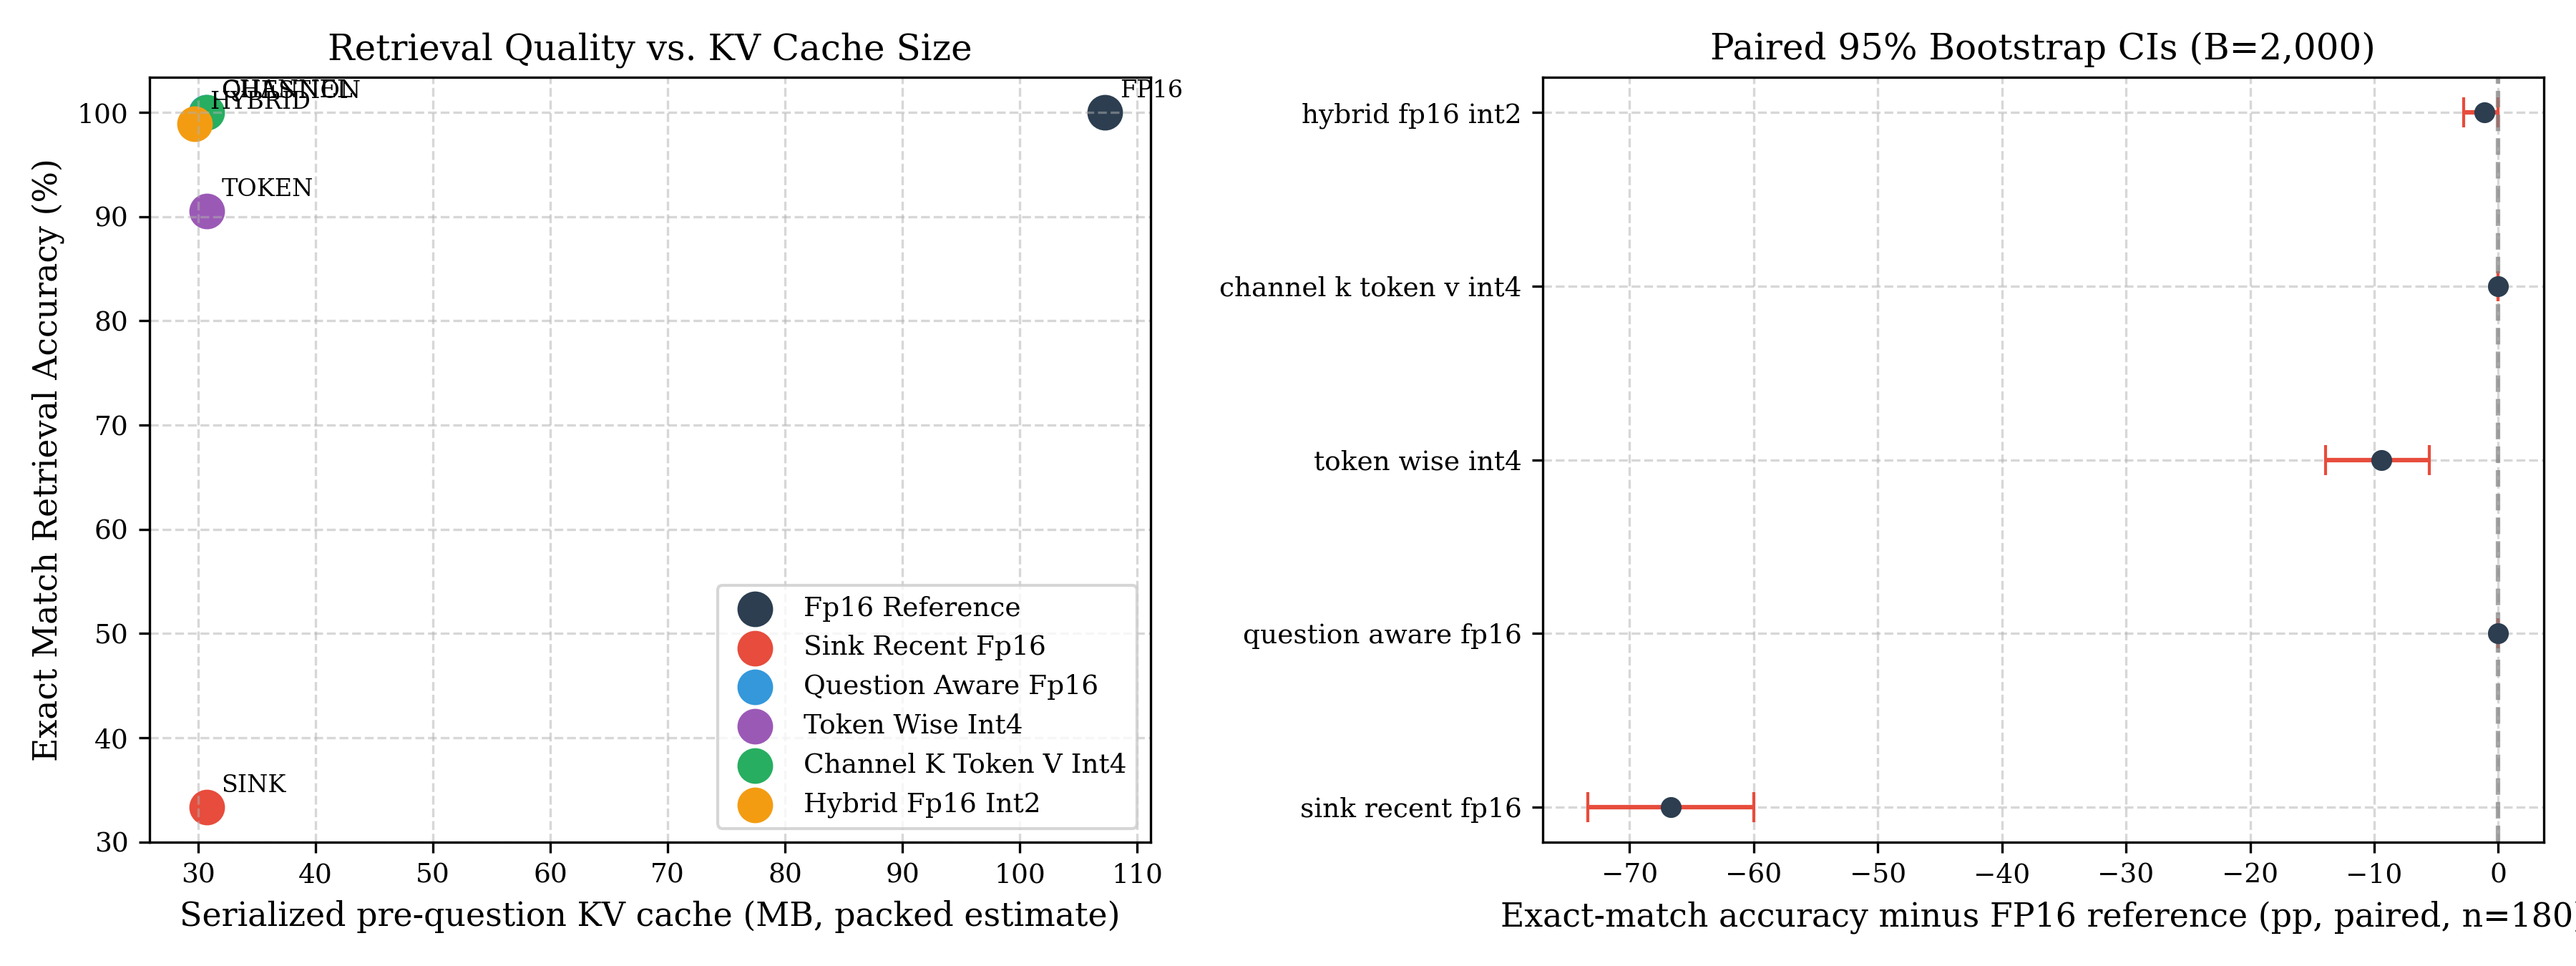 Retrieval Quality vs. KV Cache Size
Exact Match Retrieval Accuracy (%)
100
90
80
70
60
50
40
30
QUESTION
CHANNEL
HYBRID
FP16
TOKEN
SINK
Fp16 Reference
Sink Recent Fp16
Question Aware Fp16
Token Wise Int4
Channel K Token V Int4
Hybrid Fp16 Int2
30 40 50 60 70 80 90 100 110
Serialized pre-question KV cache (MB, packed estimate)
Paired 95% Bootstrap CIs (B=2,000)
hybrid fp16 int2
channel k token v int4
token wise int4
question aware fp16
sink recent fp16
−70 −60 −50 −40 −30 −20 −10 0
Exact-match accuracy minus FP16 reference (pp, paired, n=180)